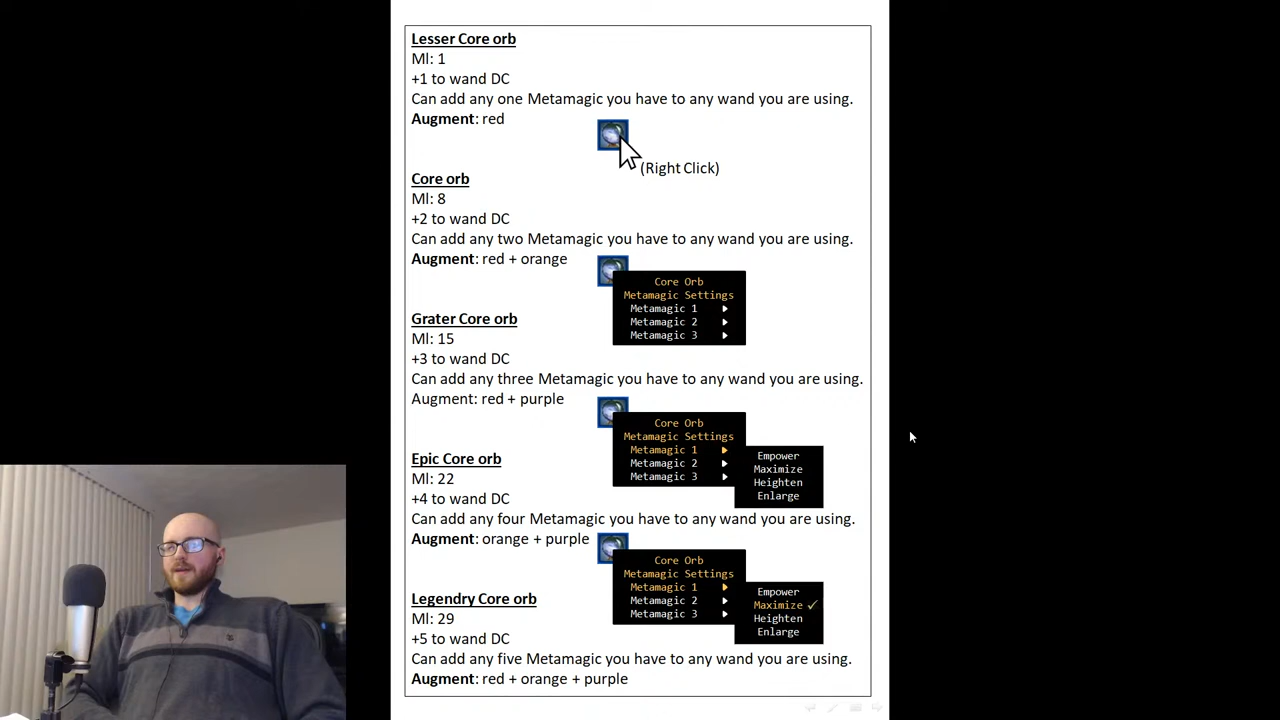 Lesser Core orb
Ml: 1
+1 to wand DC
Can add any one Metamagic you have to any wand you are using.
Augment: red
(Right Click)
Core orb
Ml: 8
+2 to wand DC
Can add any two Metamagic you have to any wand you are using.
Augment: red + orange
Core Orb
Metamagic Settings
Metamagic 1
Metamagic 2
Metamagic 3
Grater Core orb
Ml: 15
+3 to wand DC
Can add any three Metamagic you have to any wand you are using.
Augment: red + purple
Core Orb
Metamagic Settings
Metamagic 1
Metamagic 2
Metamagic 3
Empower
Maximize
Heighten
Enlarge
Epic Core orb
Ml: 22
+4 to wand DC
Can add any four Metamagic you have to any wand you are using.
Augment: orange + purple
Core Orb
Metamagic Settings
Metamagic 1
Metamagic 2
Metamagic 3
Empower
Maximize ✓
Heighten
Enlarge
Legendry Core orb
Ml: 29
+5 to wand DC
Can add any five Metamagic you have to any wand you are using.
Augment: red + orange + purple